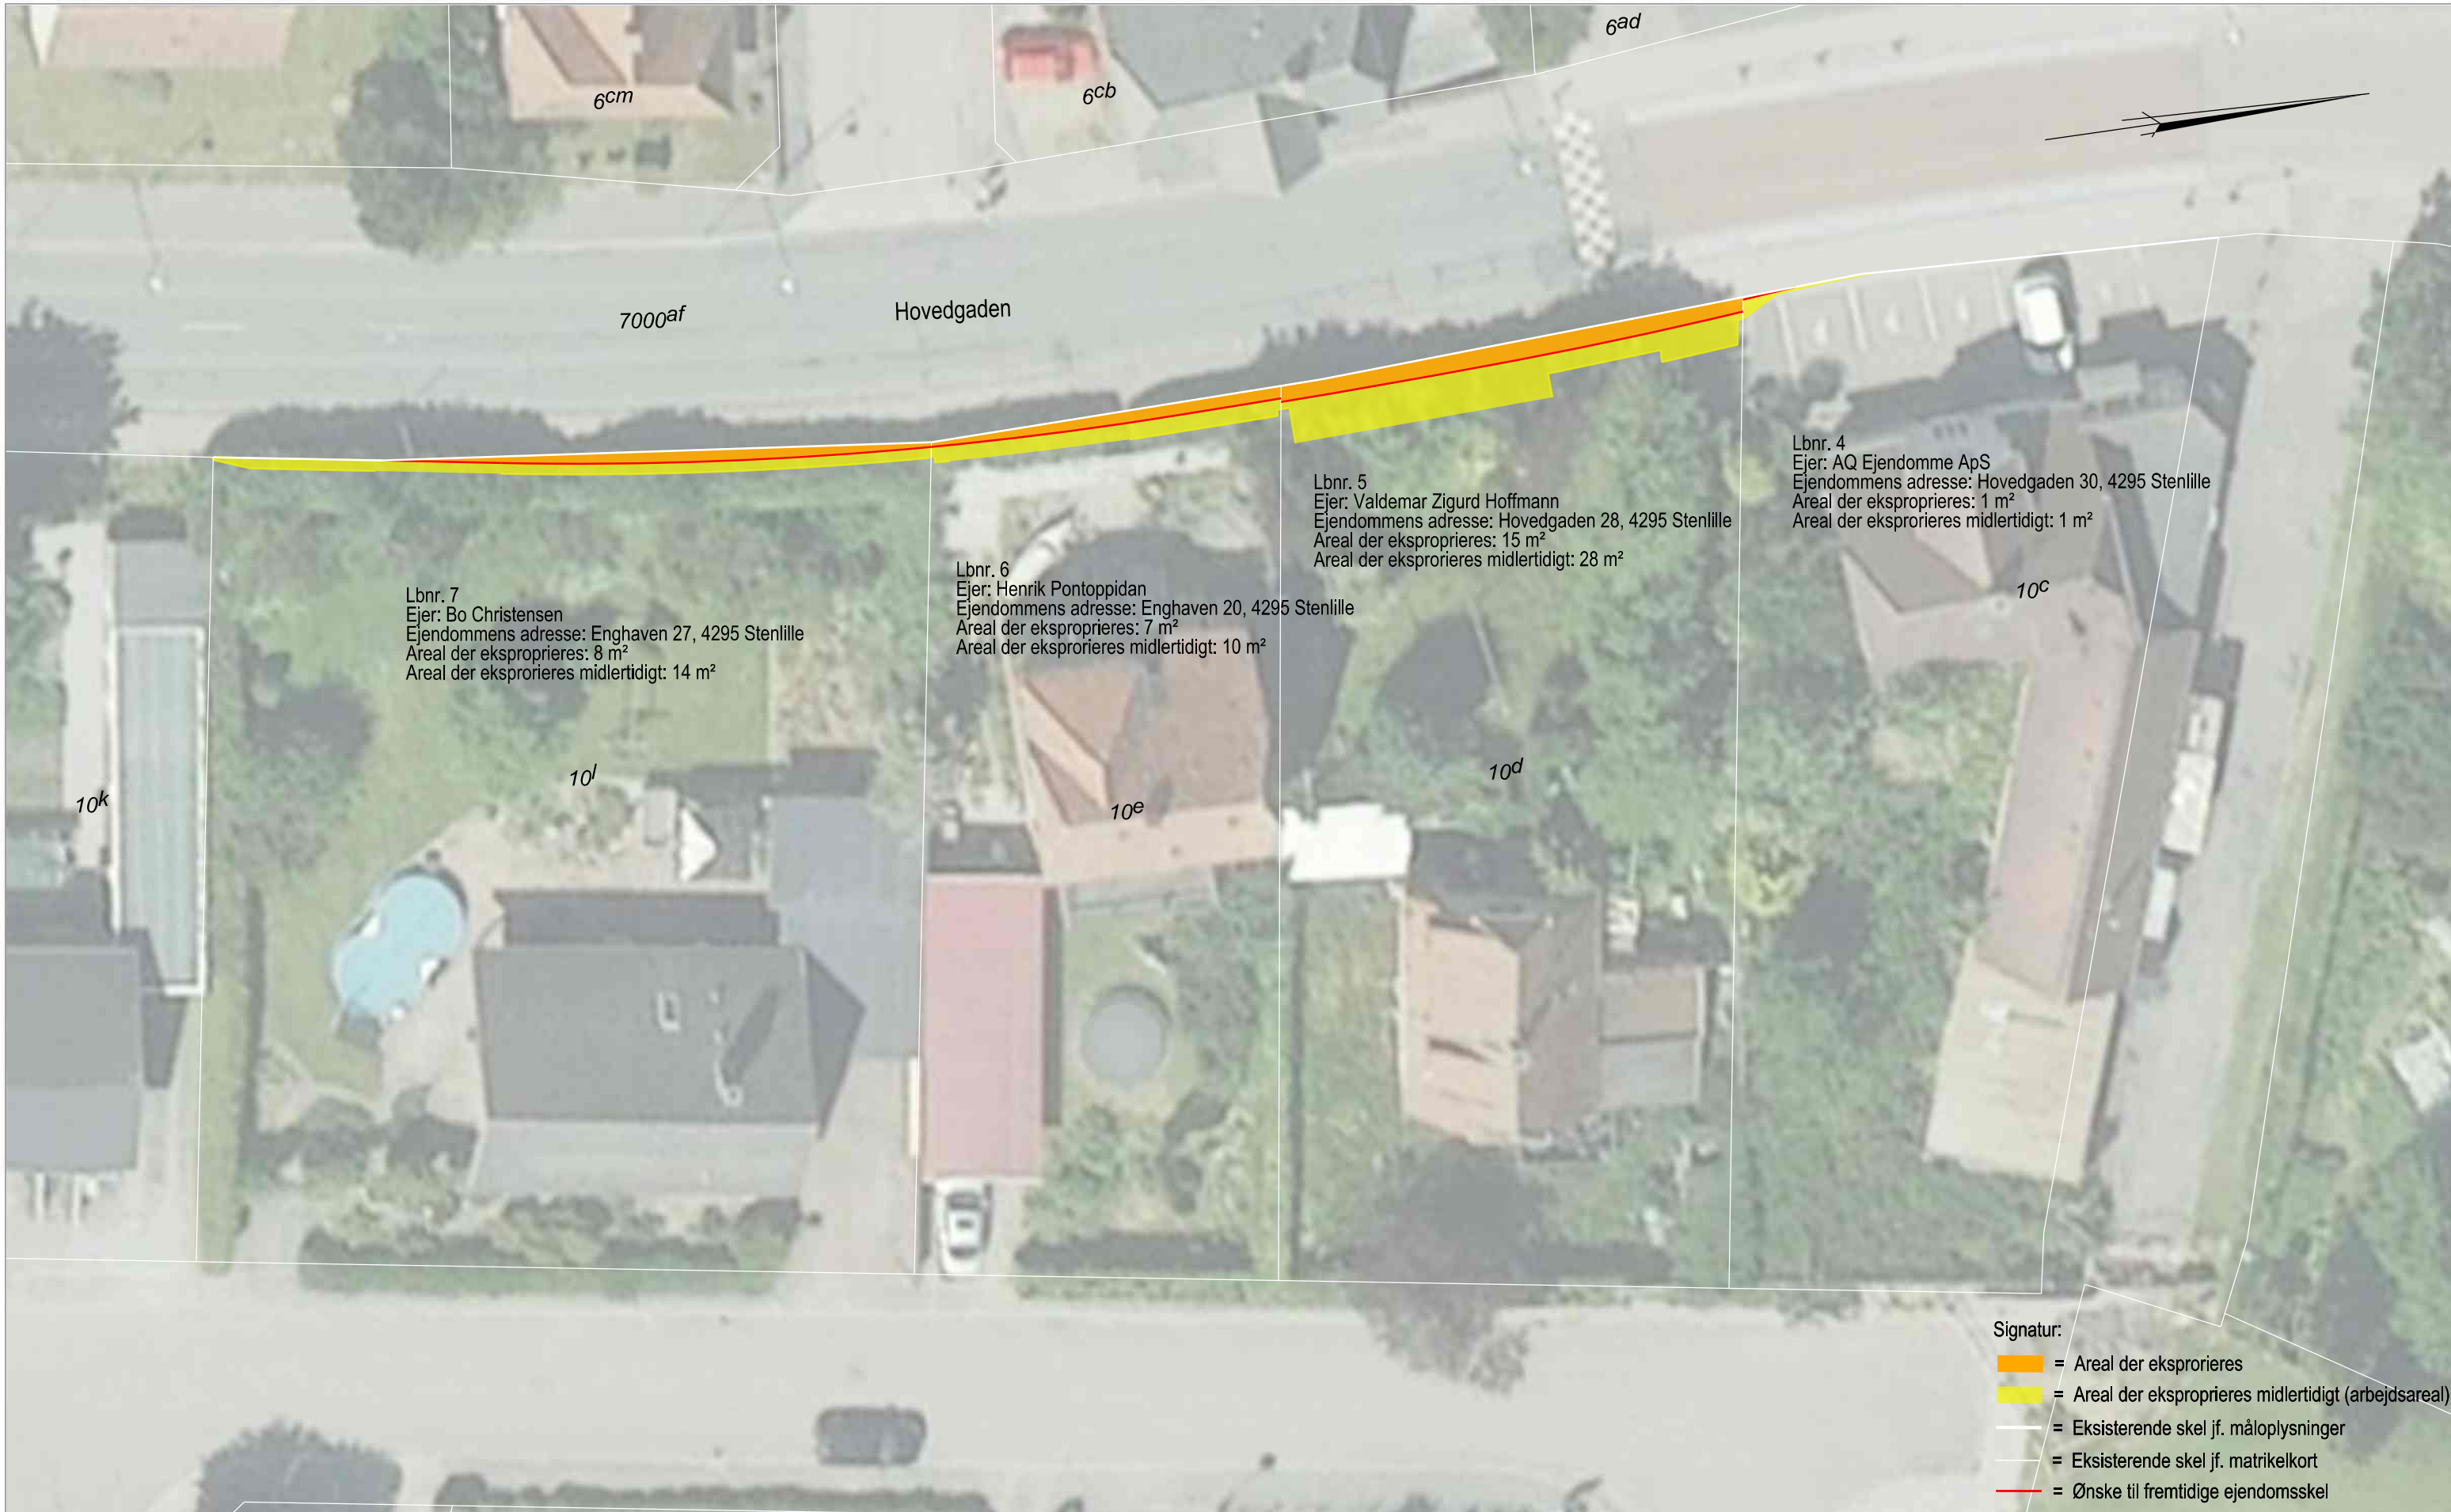 6ad
6cm
6cb
7000af
Hovedgaden
Lbnr. 4
Ejer: AQ Ejendomme ApS
Ejendommens adresse: Hovedgaden 30, 4295 Stenlille
Areal der eksproprieres: 1 m²
Areal der eksprorieres midlertidigt: 1 m²
Lbnr. 5
Ejer: Valdemar Zigurd Hoffmann
Ejendommens adresse: Hovedgaden 28, 4295 Stenlille
Areal der eksproprieres: 15 m²
Areal der eksprorieres midlertidigt: 28 m²
Lbnr. 6
Ejer: Henrik Pontoppidan
Ejendommens adresse: Enghaven 20, 4295 Stenlille
Areal der eksproprieres: 7 m²
Areal der eksprorieres midlertidigt: 10 m²
Lbnr. 7
Ejer: Bo Christensen
Ejendommens adresse: Enghaven 27, 4295 Stenlille
Areal der eksproprieres: 8 m²
Areal der eksprorieres midlertidigt: 14 m²
10c
10d
10l
10k
10e
Signatur:
= Areal der eksprorieres
= Areal der eksproprieres midlertidigt (arbejdsareal)
= Eksisterende skel jf. måloplysninger
= Eksisterende skel jf. matrikelkort
= Ønske til fremtidige ejendomsskel